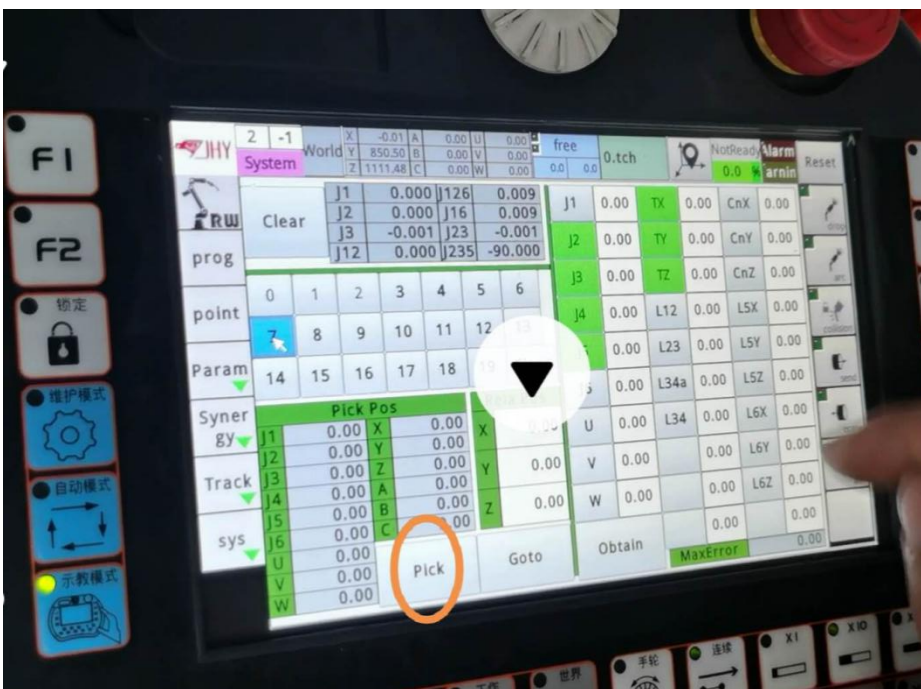 F1
F2
锁定
维护模式
自动模式
示教模式
JHY
2 -1
System
World
X -0.01 A 0.00 U 0.00
Y 850.50 B 0.00 V 0.00
Z 1111.48 C 0.00 W 0.00
free
0.0 0.0
0.tch
NotReady
0.0 %
Alarm
arnin
Reset
RW
prog
point
Param
Syner
gy
Track
sys
Clear
J1 0.000 J126 0.009
J2 0.000 J16 0.009
J3 -0.001 J23 -0.001
J12 0.000 J235 -90.000
0 1 2 3 4 5 6
7 8 9 10 11 12 13
14 15 16 17 18 19
Pick Pos
J1 0.00 X 0.00
J2 0.00 Y 0.00
J3 0.00 Z 0.00
J4 0.00 A 0.00
J5 0.00 B 0.00
J6 0.00 C 0.00
U 0.00
V 0.00
W 0.00
X 0.00
Y 0.00
Z 0.00
Pick
Goto
J1 0.00 TX 0.00 CnX 0.00
J2 0.00 TY 0.00 CnY 0.00
J3 0.00 TZ 0.00 CnZ 0.00
J4 0.00 L12 0.00 L5X 0.00
0.00 L23 0.00 L5Y 0.00
0.00 L34a 0.00 L5Z 0.00
U 0.00 L34 0.00 L6X 0.00
V 0.00 0.00 L6Y 0.00
W 0.00 0.00 L6Z 0.00
0.00 0.00
Obtain
MaxError 0.00
collision
send
世界
手轮
连续
X1
X10